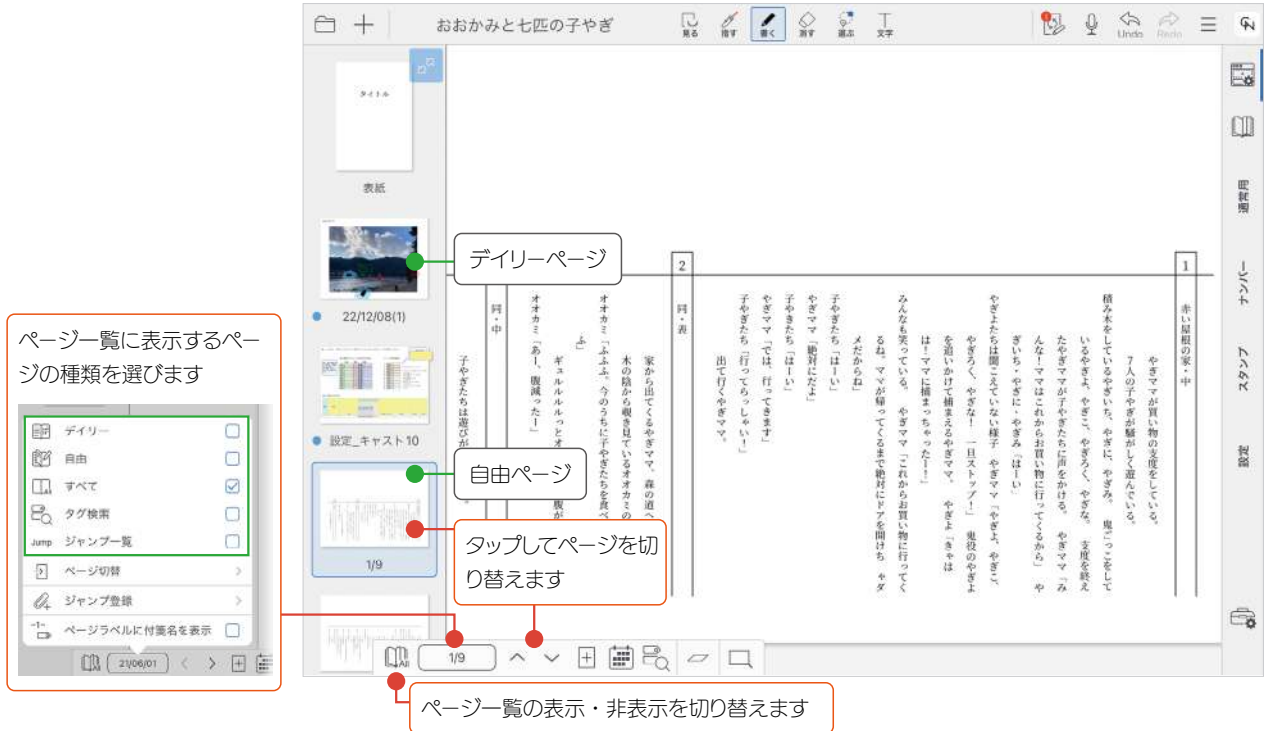 おおかみと七匹の子やぎ
見る
指す
書く
消す
選ぶ
文字
Undo
Redo
タイトル
表紙
22/12/08(1)
設定_キャスト10
1/9
デイリーページ
自由ページ
タップしてページを切
り替えます
ページ一覧に表示するペー
ジの種類を選びます
デイリー
自由
すべて
タグ検索
Jump ジャンプ一覧
ページ切替
ジャンプ登録
-1- ページラベルに付箋名を表示
21/06/01
All
1/9
ページ一覧の表示・非表示を切り替えます
通常用
ナンバー
スタンプ
設定
1
赤い屋根の家・中
やぎママが買い物の支度をしている。
7人の子やぎが騒がしく遊んでいる。
積み木をしているやぎいち、やぎに、やぎみ。 鬼ごっこをして
いるやぎよ、やぎご、やぎろく、やぎな。 支度を終え
たやぎママが子やぎたちに声をかける。 やぎママ「み
んな!ママはこれからお買い物に行ってくるから」 や
ぎいち・やぎに・やぎみ「はーい」
やぎよたちは聞こえていない様子 やぎママ「やぎよ、やぎご、
やぎろく、やぎな! 一旦ストップ!」 鬼役のやぎよ
を追いかけて捕まえるやぎママ。 やぎよ「きゃは
は!ママに捕まっちゃったー!」
みんなも笑っている。 やぎママ「これからお買い物に行ってく
るね。ママが帰ってくるまで絶対にドアを開けち ゃダ
メだからね」
子やぎたち「はーい」
やぎママ「絶対にだよ」
子やぎたち「はーい」
やぎママ「では、行ってきます」
子やぎたち「行ってらっしゃい!」
出て行くやぎママ。
2
同・表
家から出てくるやぎママ。森の道へ
木の陰から覗き見ているオオカミの
オオカミ「ふふふ。今のうちに子やぎたちを食べ
ふ」
ギュルルルルっとオ
腹が
オオカミ「あー、腹減ったー」
同・中
子やぎたちは遊びが